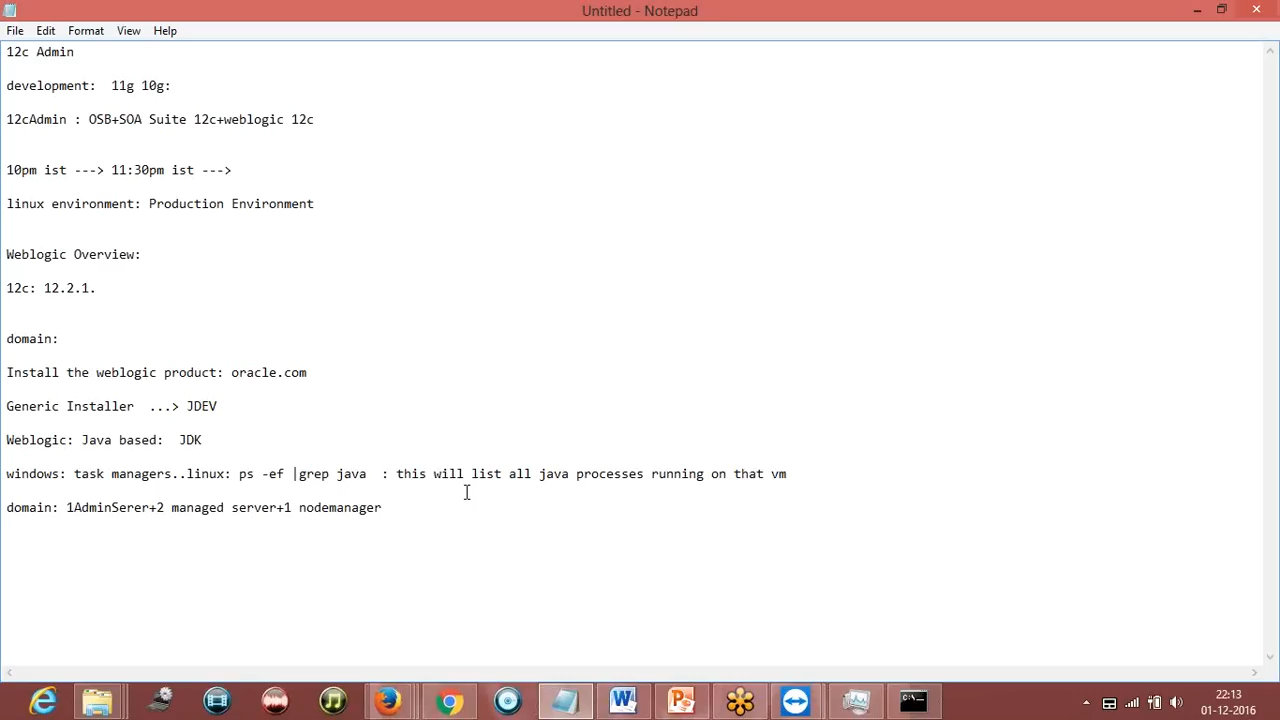 Untitled - Notepad
File Edit Format View Help
12c Admin
development:  11g 10g:
12cAdmin : OSB+SOA Suite 12c+weblogic 12c
10pm ist ---> 11:30pm ist --->
linux environment: Production Environment
Weblogic Overview:
12c: 12.2.1.
domain:
Install the weblogic product: oracle.com
Generic Installer  ...> JDEV
Weblogic: Java based:  JDK
windows: task managers..linux: ps -ef |grep java  : this will list all java processes running on that vm
domain: 1AdminSerer+2 managed server+1 nodemanager
22:13
01-12-2016